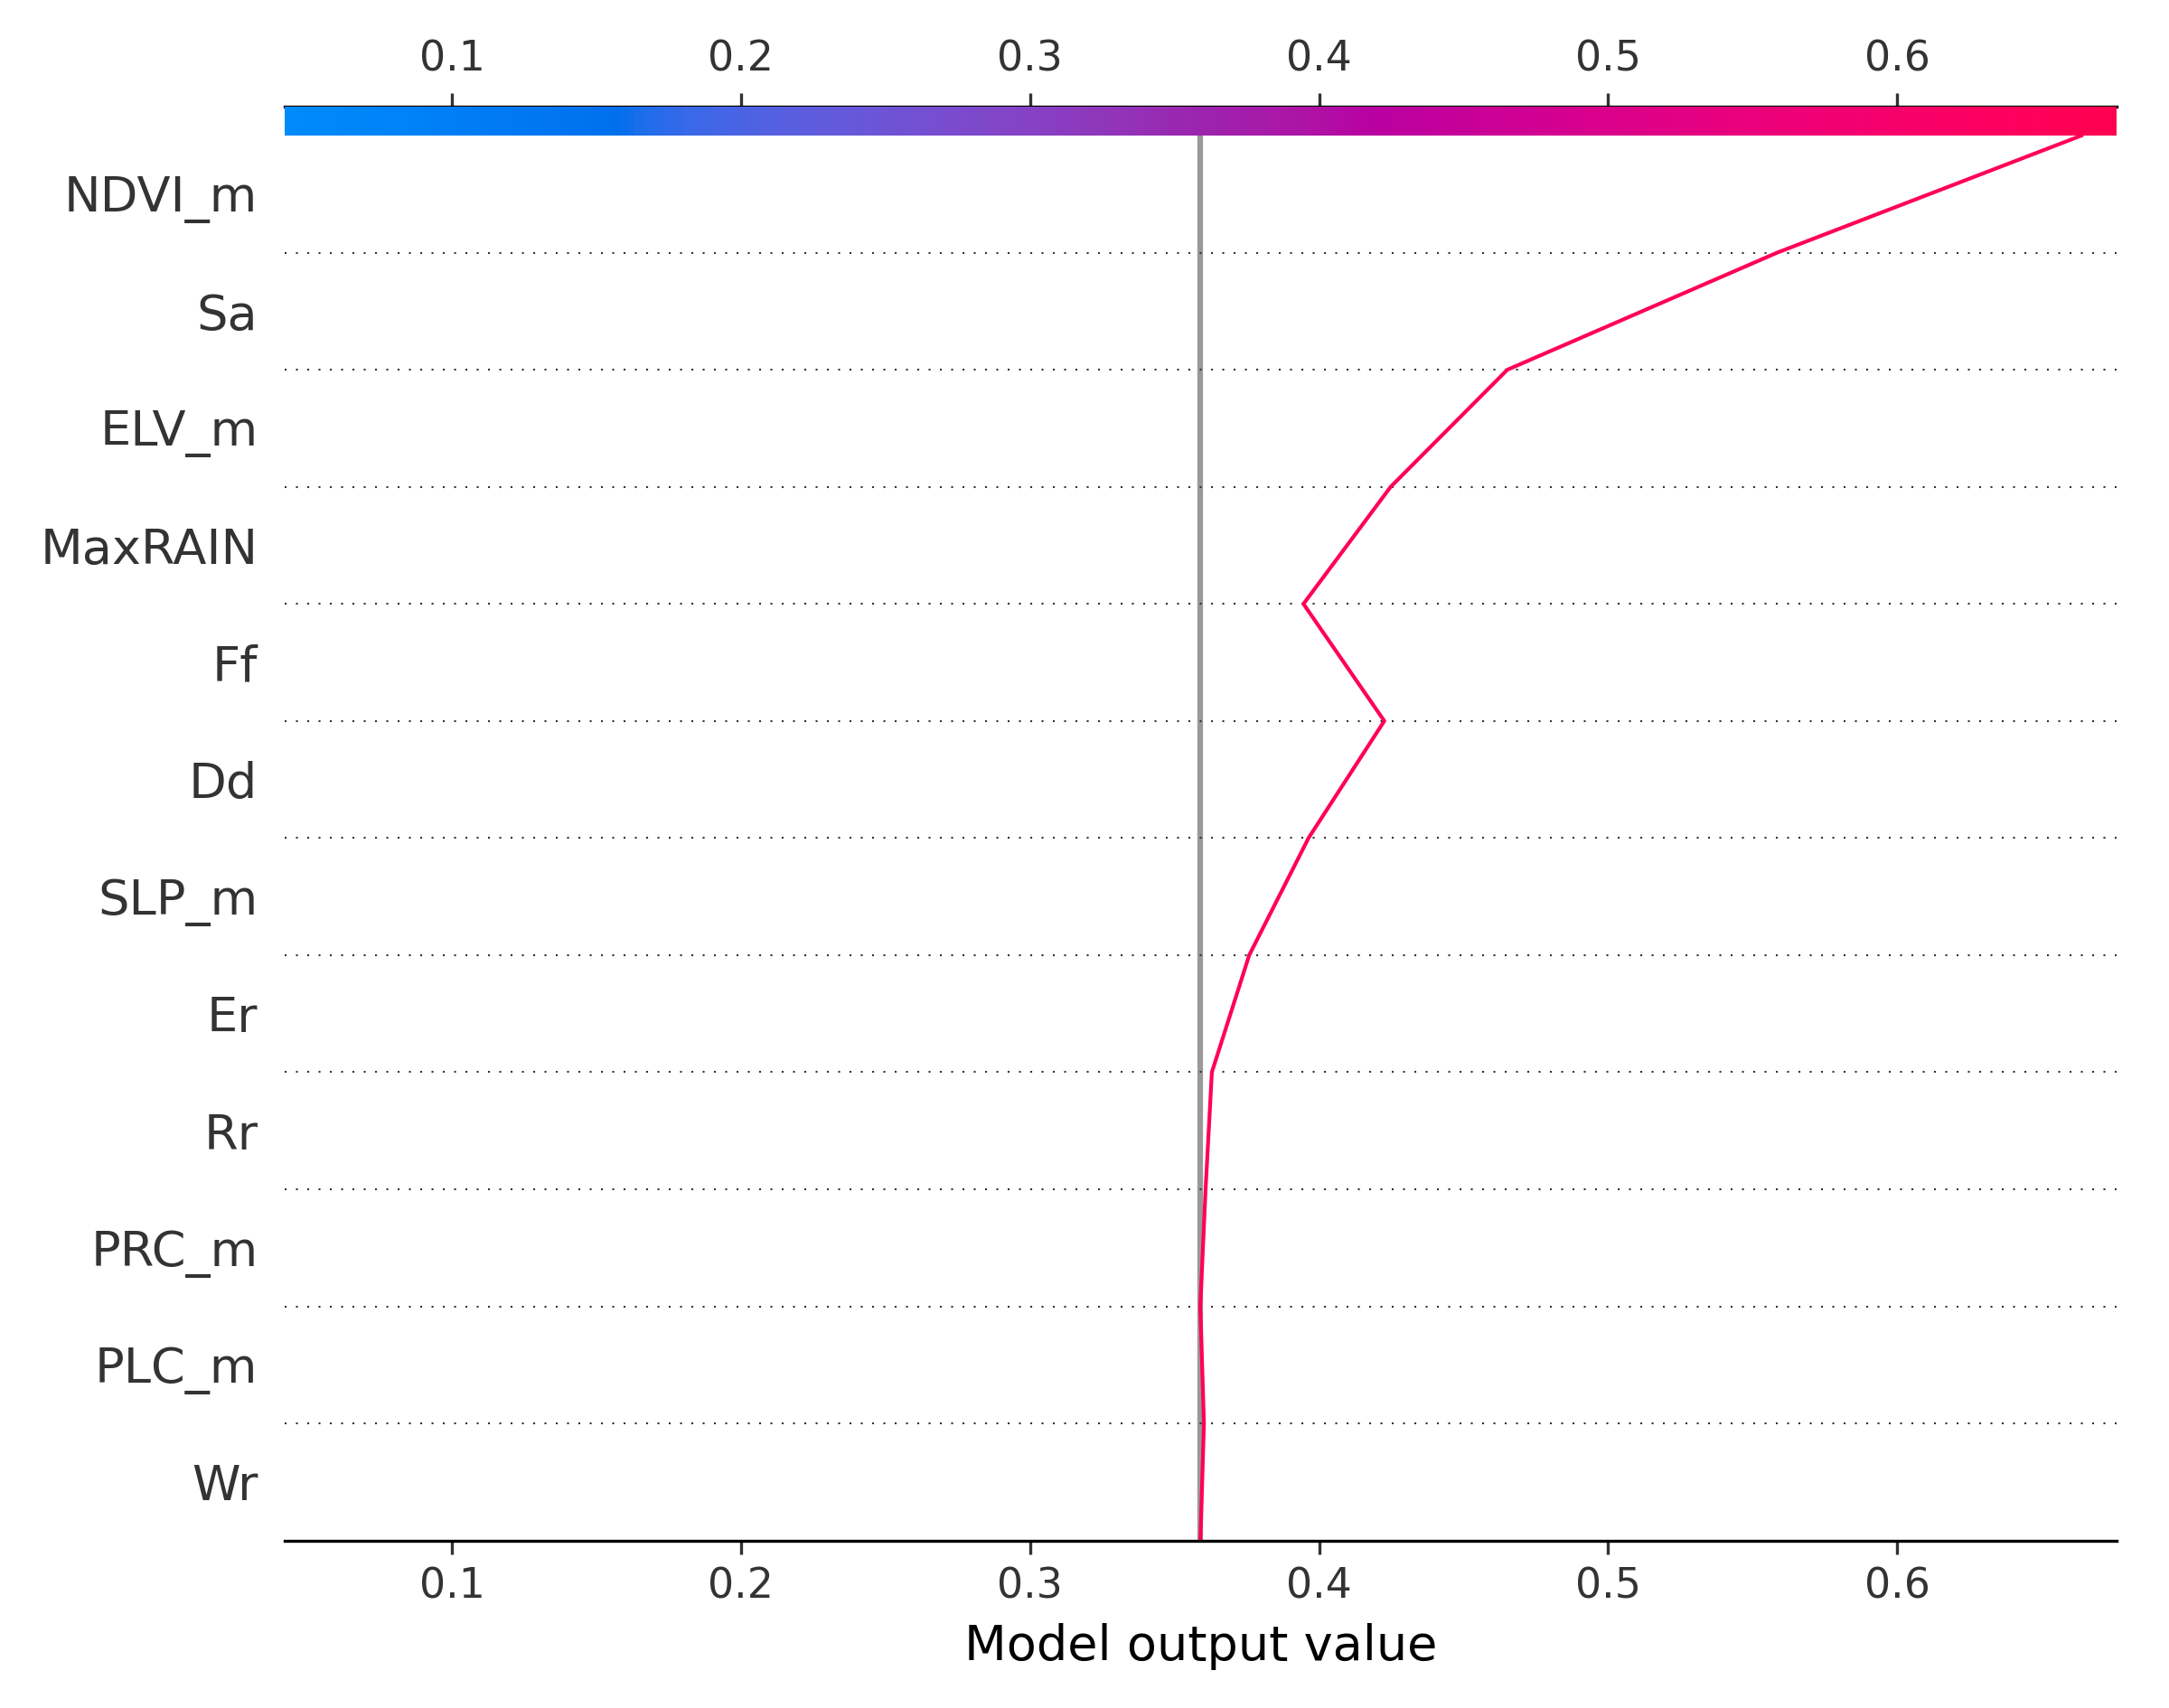 0.1 0.2 0.3 0.4 0.5 0.6
NDVI_m
Sa
ELV_m
MaxRAIN
Ff
Dd
SLP_m
Er
Rr
PRC_m
PLC_m
Wr
0.1 0.2 0.3 0.4 0.5 0.6
Model output value